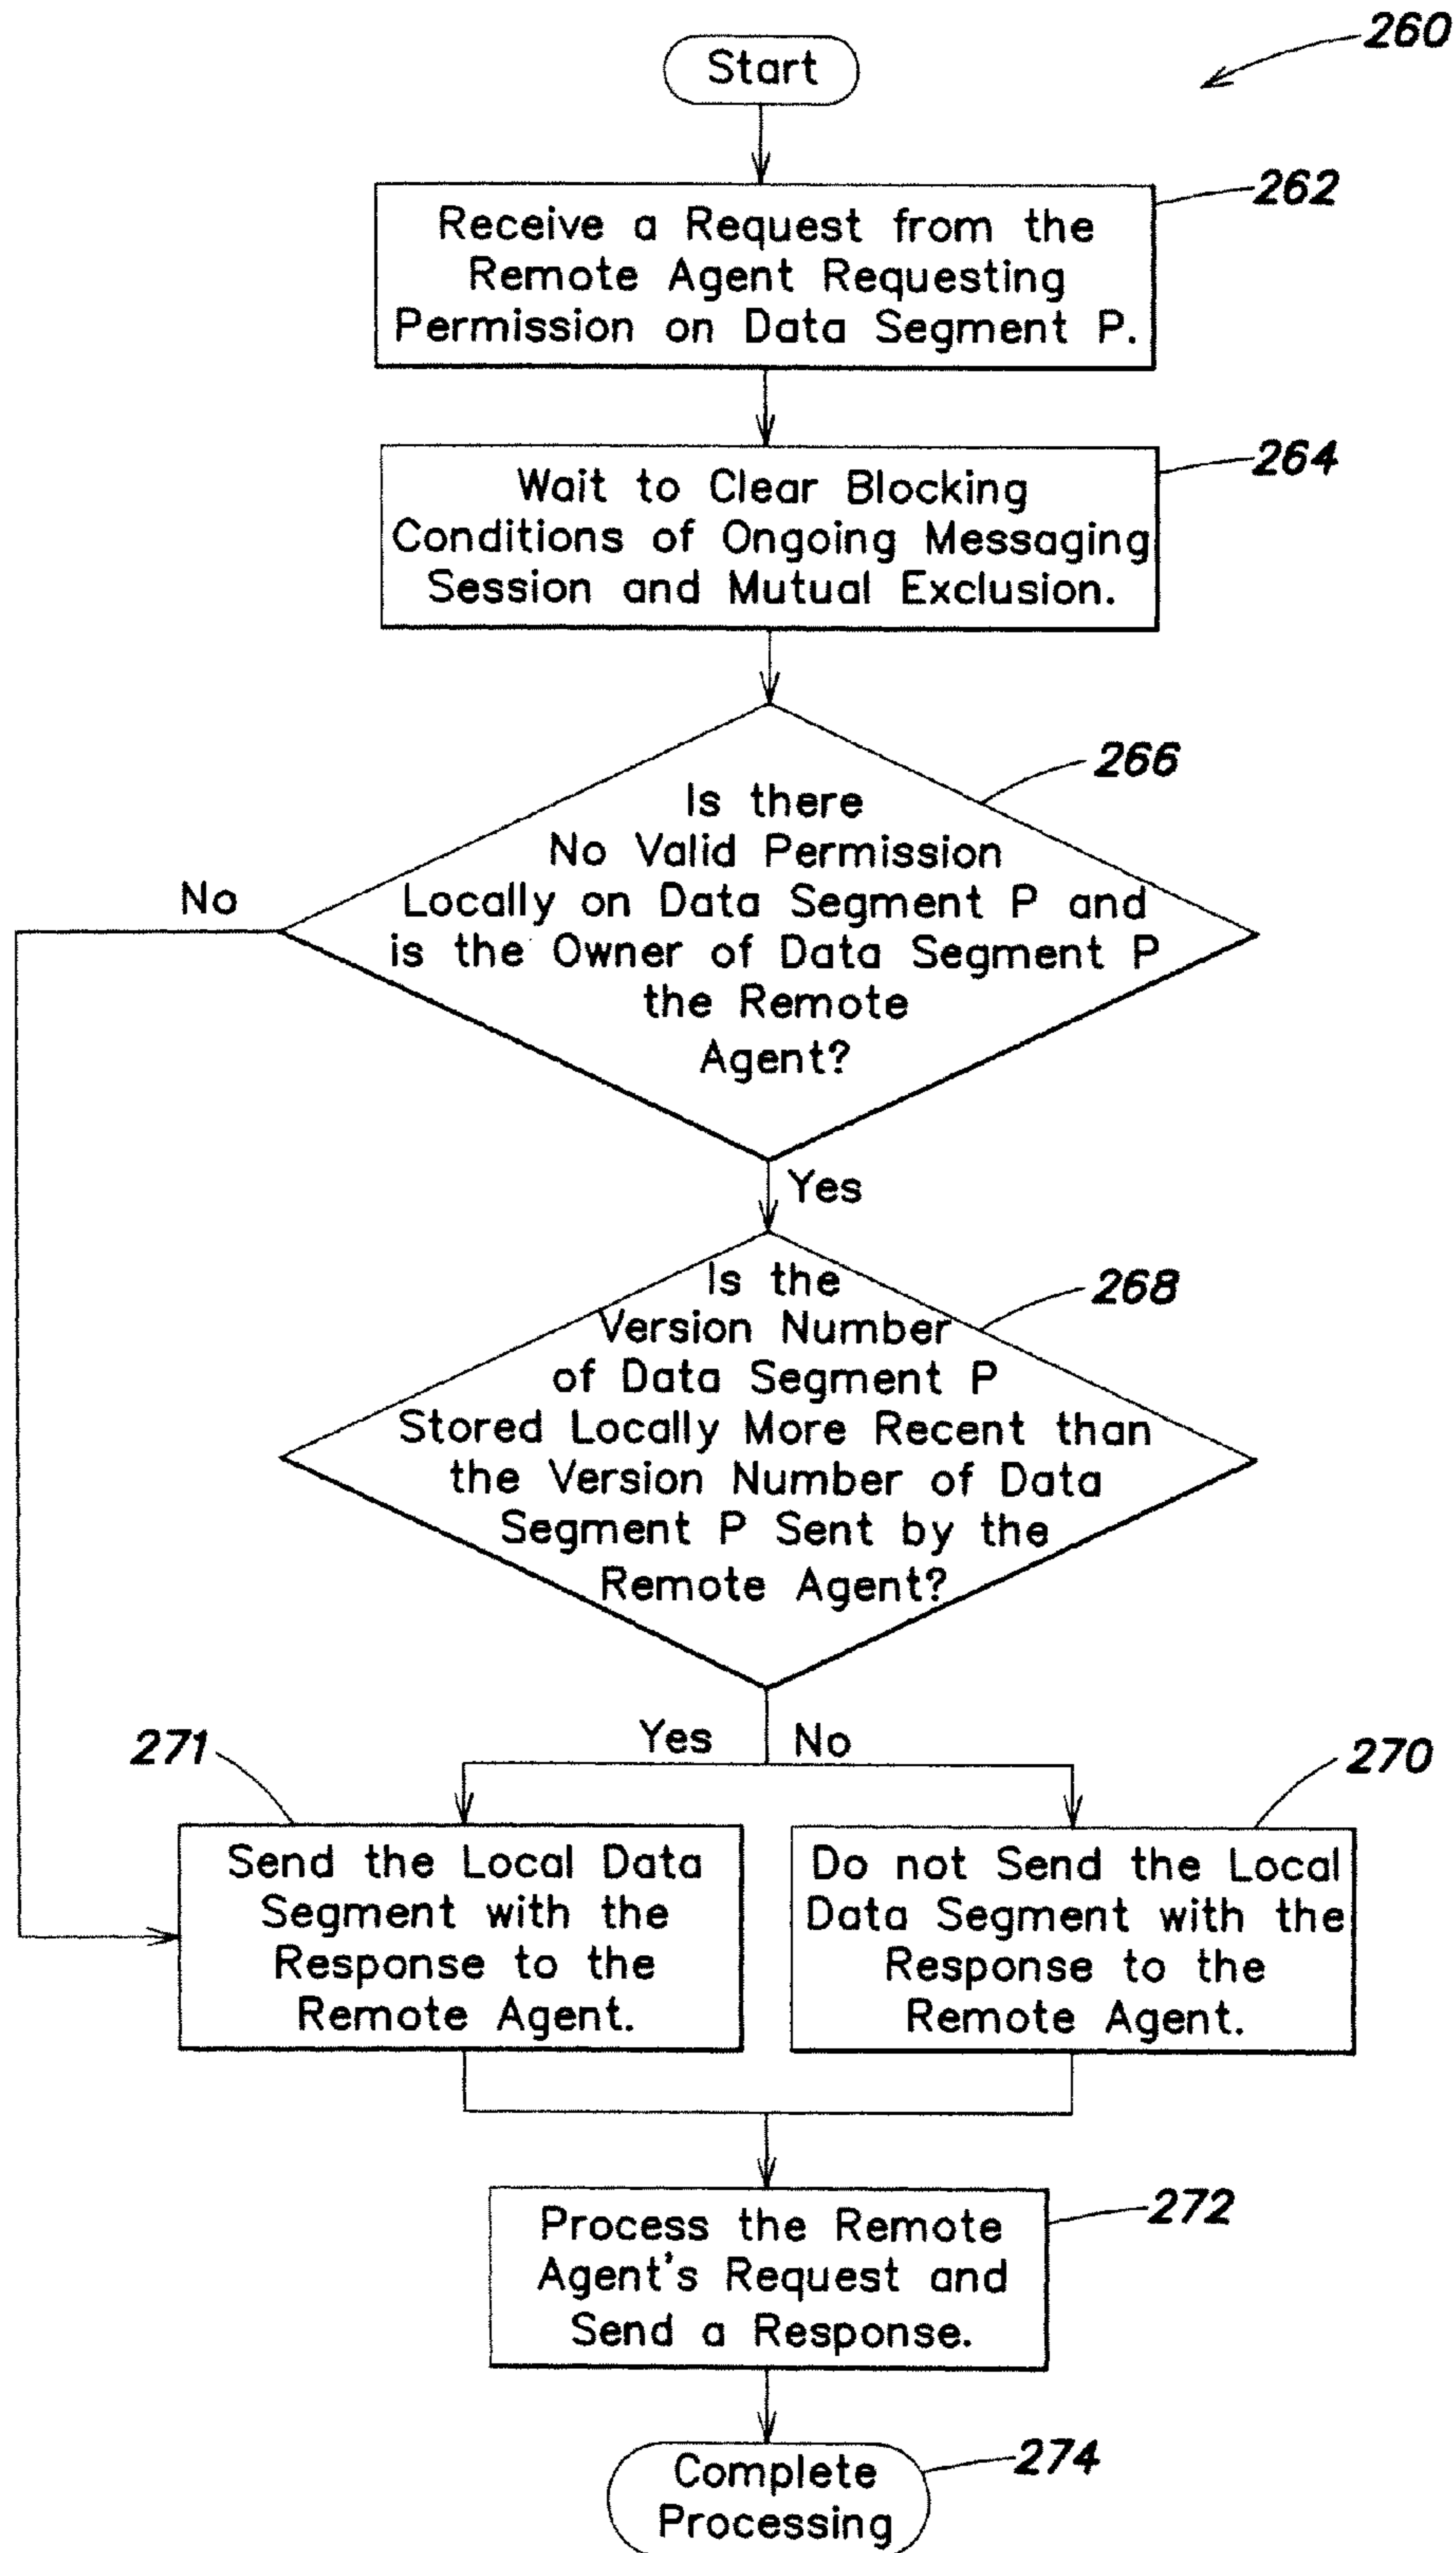 260
Start
262
Receive a Request from the
Remote Agent Requesting
Permission on Data Segment P.
264
Wait to Clear Blocking
Conditions of Ongoing Messaging
Session and Mutual Exclusion.
266
Is there
No Valid Permission
Locally on Data Segment P and
is the Owner of Data Segment P
the Remote
Agent?
No
Yes
268
Is the
Version Number
of Data Segment P
Stored Locally More Recent than
the Version Number of Data
Segment P Sent by the
Remote Agent?
Yes
No
271
270
Send the Local Data
Segment with the
Response to the
Remote Agent.
Do not Send the Local
Data Segment with the
Response to the
Remote Agent.
272
Process the Remote
Agent's Request and
Send a Response.
274
Complete
Processing